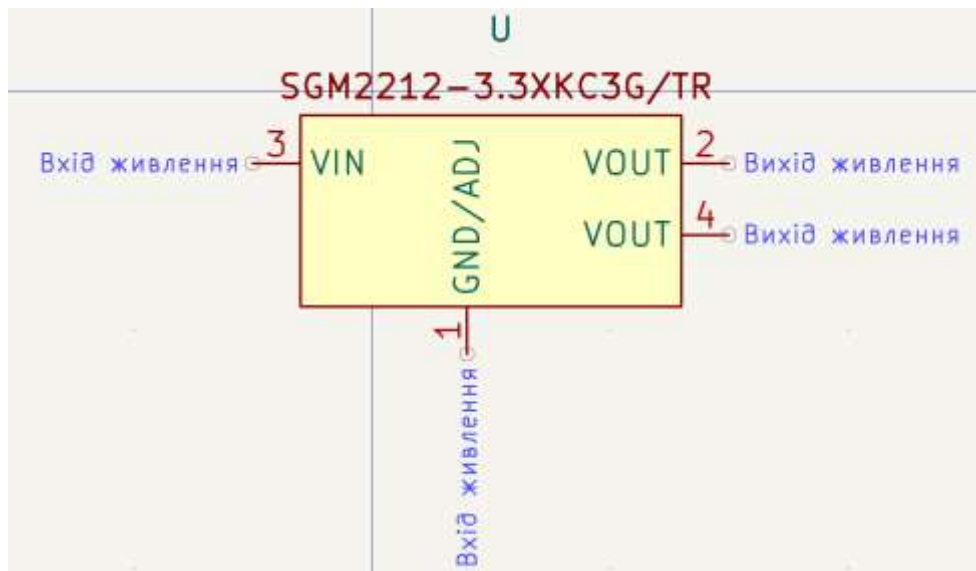 U
SGM2212-3.3XKC3G/TR
Вхід живлення 3 VIN GND/ADJ VOUT 2 Вихід живлення
VOUT 4 Вихід живлення
1
Вхід живлення